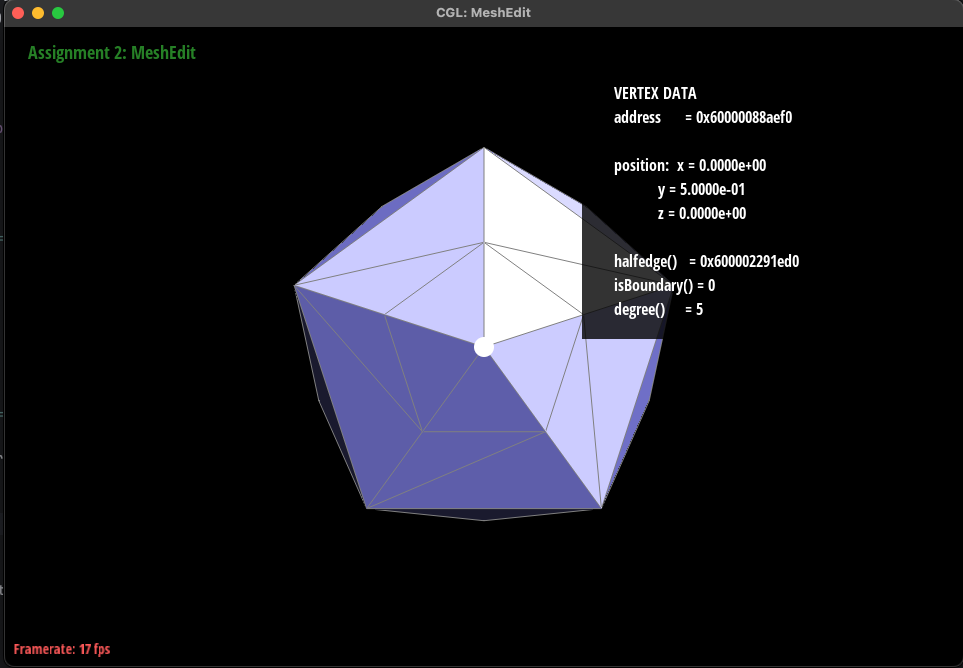 CGL: MeshEdit
Assignment 2: MeshEdit
VERTEX DATA
address = 0x60000088aef0
position: x = 0.0000e+00
y = 5.0000e-01
z = 0.0000e+00
halfedge() = 0x600002291ed0
isBoundary() = 0
degree() = 5
Framerate: 17 fps